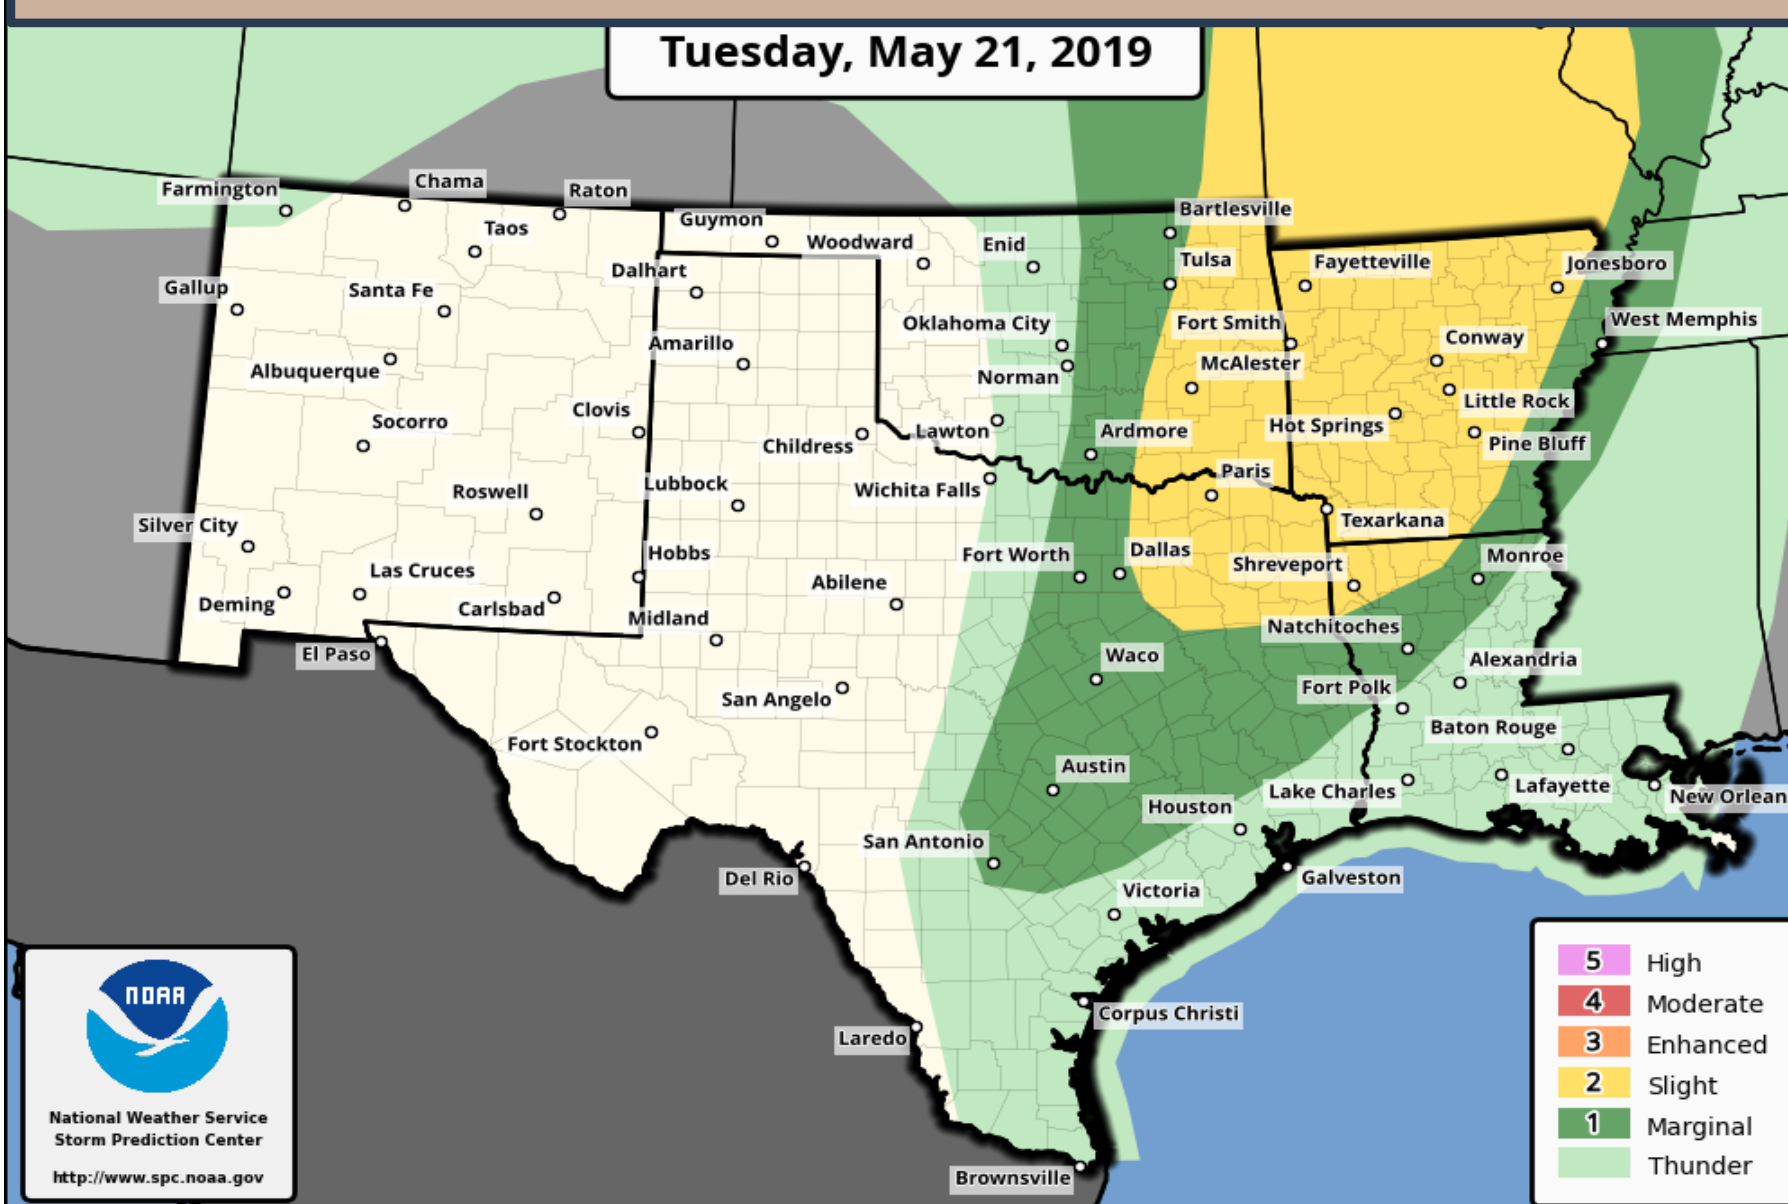 Tuesday, May 21, 2019
Farmington
Chama
Raton
Taos
Guymon
Woodward
Enid
Bartlesville
Tulsa
Fayetteville
Jonesboro
Gallup
Santa Fe
Dalhart
Oklahoma City
Fort Smith
West Memphis
Conway
Albuquerque
Amarillo
Norman
McAlester
Little Rock
Socorro
Clovis
Childress
Lawton
Ardmore
Hot Springs
Pine Bluff
Roswell
Lubbock
Wichita Falls
Paris
Texarkana
Silver City
Hobbs
Fort Worth
Dallas
Shreveport
Monroe
Deming
Las Cruces
Carlsbad
Midland
Abilene
Natchitoches
El Paso
Waco
Alexandria
San Angelo
Fort Polk
Fort Stockton
Baton Rouge
Austin
Houston
Lake Charles
Lafayette
New Orlean
San Antonio
Del Rio
Victoria
Galveston
Corpus Christi
Laredo
Brownsville
NOAA
National Weather Service
Storm Prediction Center
http://www.spc.noaa.gov
5 High
4 Moderate
3 Enhanced
2 Slight
1 Marginal
Thunder